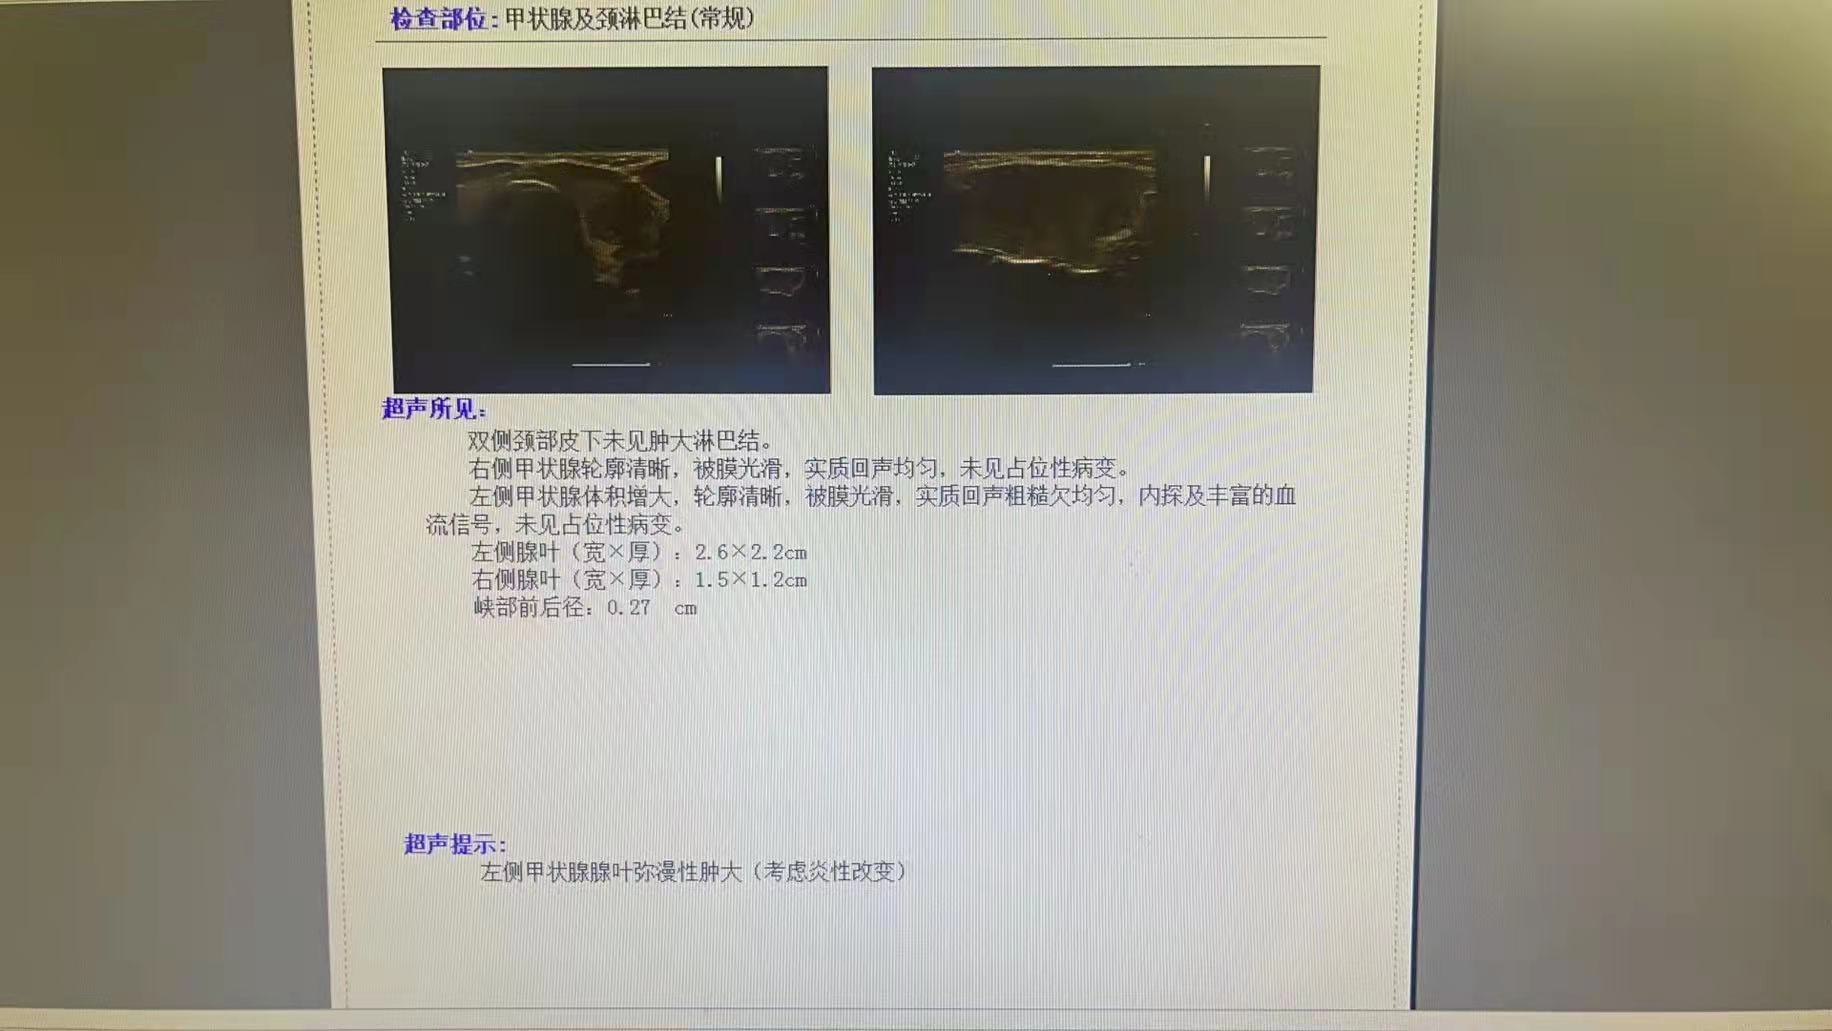 检查部位:甲状腺及颈淋巴结(常规)
超声所见:
双侧颈部皮下未见肿大淋巴结。
右侧甲状腺轮廓清晰，被膜光滑，实质回声均匀，未见占位性病变。
左侧甲状腺体积增大，轮廓清晰，被膜光滑，实质回声粗糙欠均匀，内探及丰富的血
流信号，未见占位性病变。
左侧腺叶（宽×厚）：2.6×2.2cm
右侧腺叶（宽×厚）：1.5×1.2cm
峡部前后径：0.27 cm
超声提示:
左侧甲状腺腺叶弥漫性肿大（考虑炎性改变）